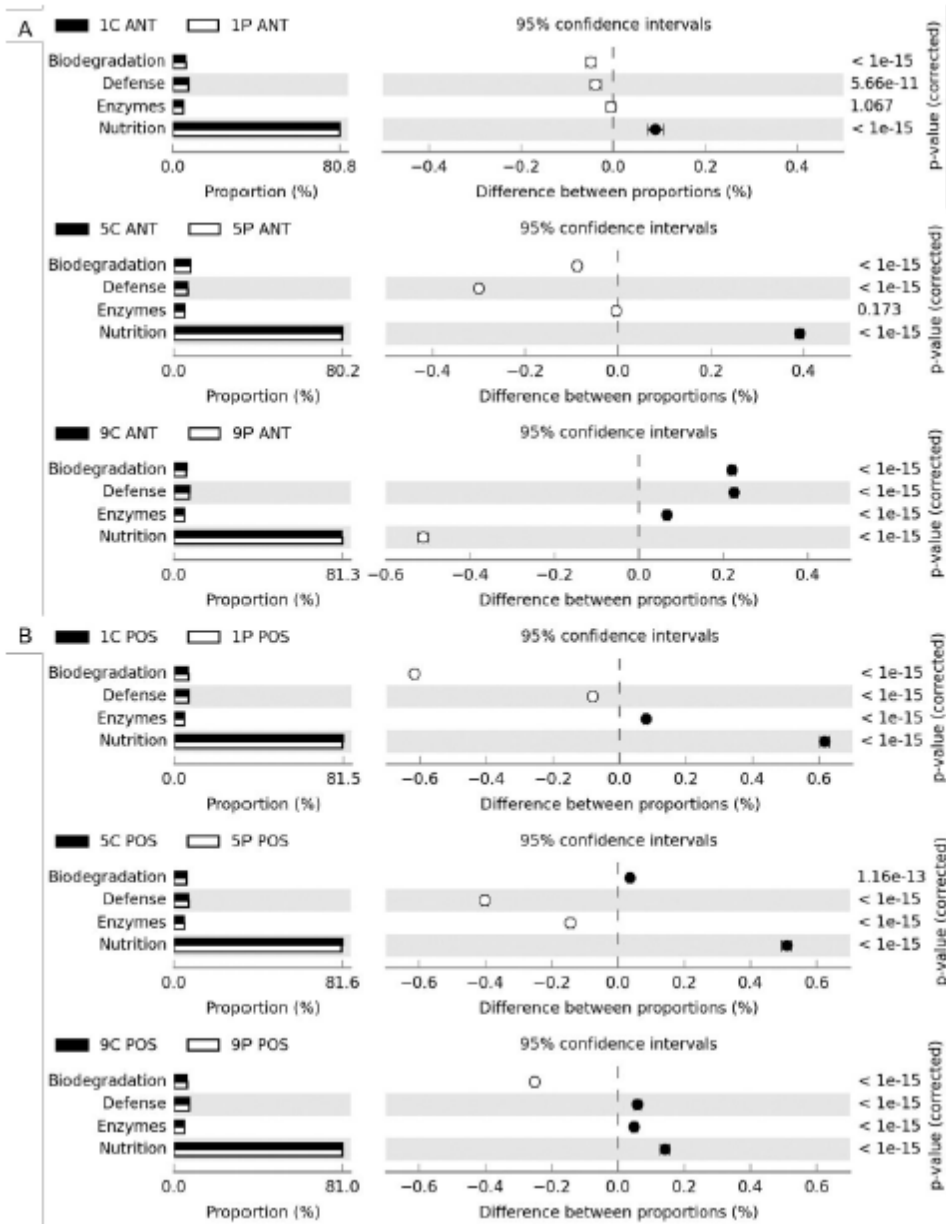 A
1C ANT 1P ANT 95% confidence intervals
Biodegradation < 1e-15
Defense 5.66e-11
Enzymes 1.067
Nutrition < 1e-15
p-value (corrected)
0.0 80.8 −0.4 −0.2 0.0 0.2 0.4
Proportion (%) Difference between proportions (%)
5C ANT 5P ANT 95% confidence intervals
Biodegradation < 1e-15
Defense < 1e-15
Enzymes 0.173
Nutrition < 1e-15
p-value (corrected)
0.0 80.2 −0.4 −0.2 0.0 0.2 0.4
Proportion (%) Difference between proportions (%)
9C ANT 9P ANT 95% confidence intervals
Biodegradation < 1e-15
Defense < 1e-15
Enzymes < 1e-15
Nutrition < 1e-15
p-value (corrected)
0.0 81.3 −0.6 −0.4 −0.2 0.0 0.2 0.4
Proportion (%) Difference between proportions (%)
B
1C POS 1P POS 95% confidence intervals
Biodegradation < 1e-15
Defense < 1e-15
Enzymes < 1e-15
Nutrition < 1e-15
p-value (corrected)
0.0 81.5 −0.6 −0.4 −0.2 0.0 0.2 0.4 0.6
Proportion (%) Difference between proportions (%)
5C POS 5P POS 95% confidence intervals
Biodegradation 1.16e-13
Defense < 1e-15
Enzymes < 1e-15
Nutrition < 1e-15
p-value (corrected)
0.0 81.6 −0.6 −0.4 −0.2 0.0 0.2 0.4 0.6
Proportion (%) Difference between proportions (%)
9C POS 9P POS 95% confidence intervals
Biodegradation < 1e-15
Defense < 1e-15
Enzymes < 1e-15
Nutrition < 1e-15
p-value (corrected)
0.0 81.0 −0.6 −0.4 −0.2 0.0 0.2 0.4 0.6
Proportion (%) Difference between proportions (%)